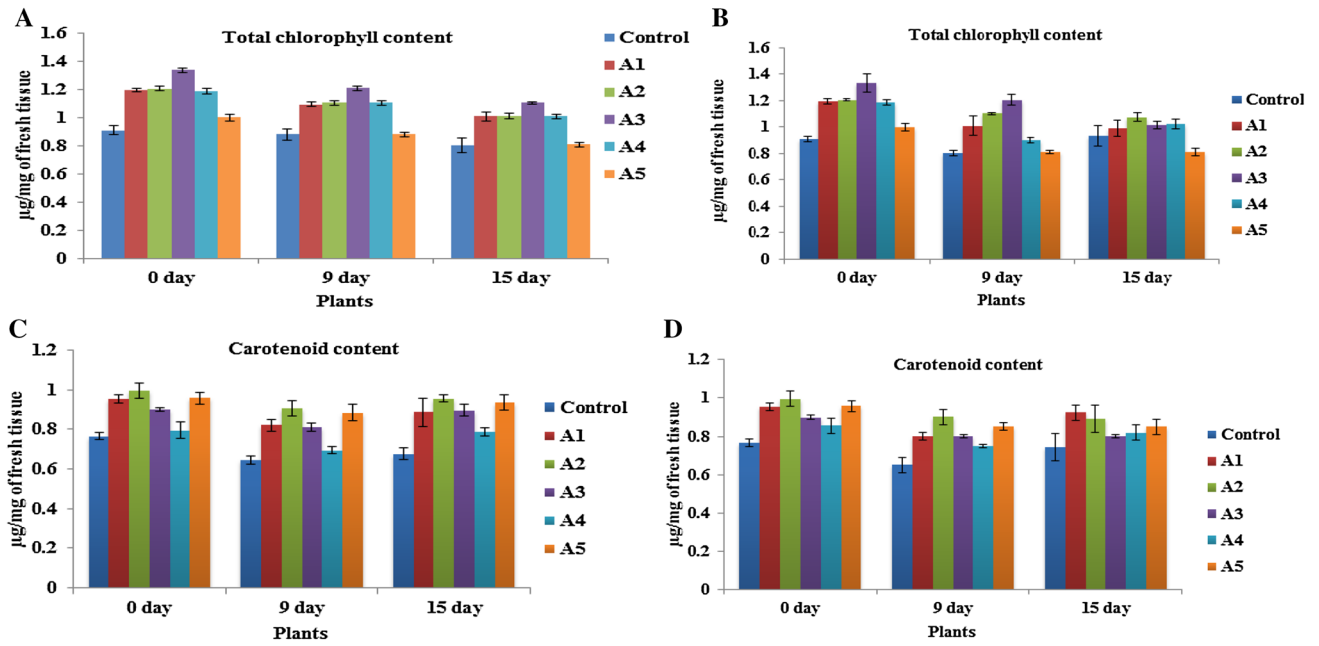 A
Total chlorophyll content
µg/mg of fresh tissue
1.6
1.4
1.2
1
0.8
0.6
0.4
0.2
0
0 day
9 day
15 day
Plants
Control
A1
A2
A3
A4
A5
B
Total chlorophyll content
µg/mg of fresh tissue
1.6
1.4
1.2
1
0.8
0.6
0.4
0.2
0
0 day
9 day
15 day
Plants
Control
A1
A2
A3
A4
A5
C
Carotenoid content
µg/mg of fresh tissue
1.2
1
0.8
0.6
0.4
0.2
0
0 day
9 day
15 day
Plants
Control
A1
A2
A3
A4
A5
D
Carotenoid content
µg/mg of fresh tissue
1.2
1
0.8
0.6
0.4
0.2
0
0 day
9 day
15 day
Plants
Control
A1
A2
A3
A4
A5